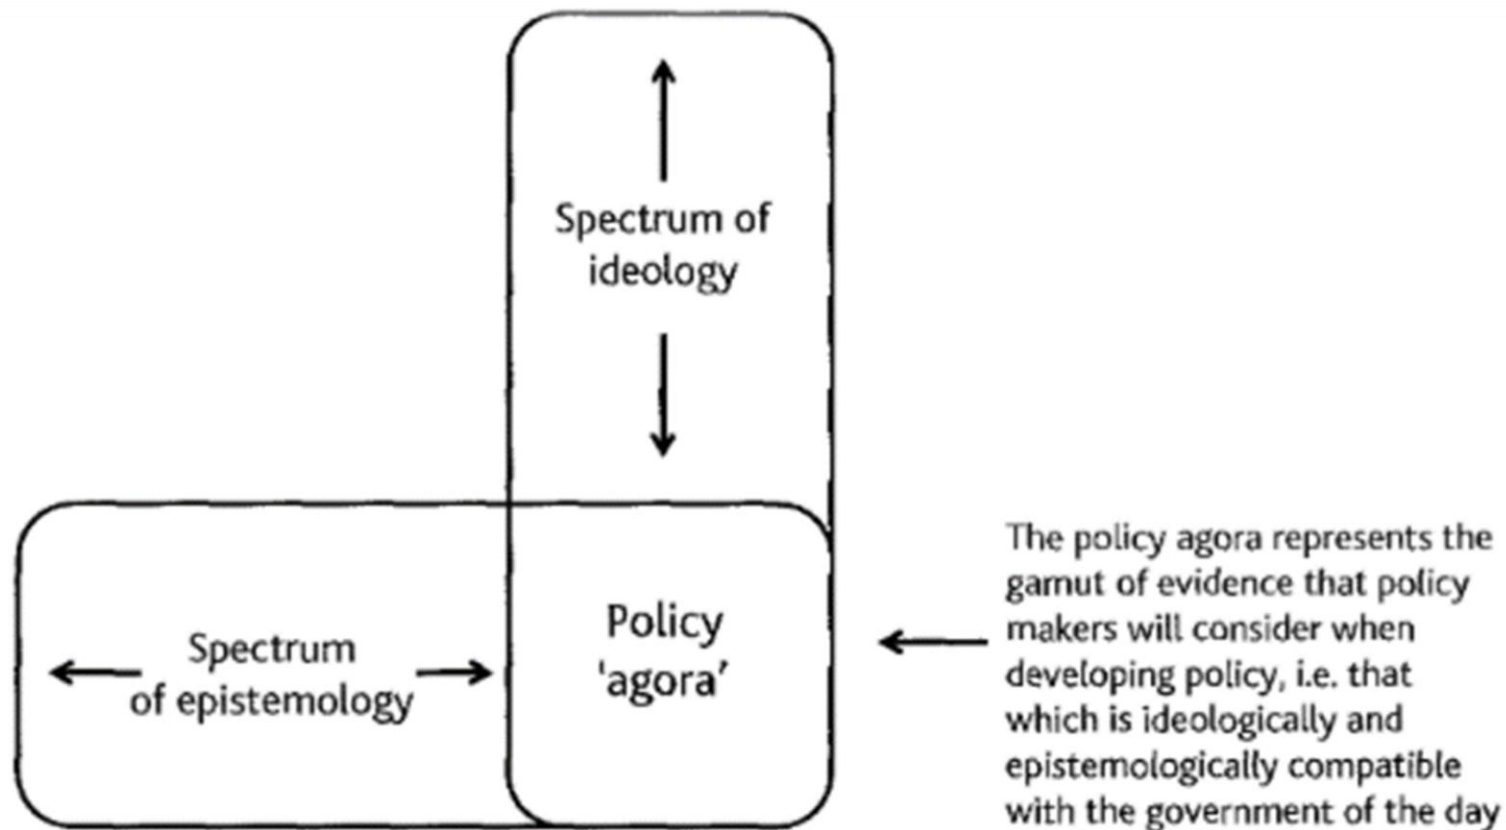 Spectrum of
ideology
Spectrum
of epistemology
Policy
‘agora’
The policy agora represents the
gamut of evidence that policy
makers will consider when
developing policy, i.e. that
which is ideologically and
epistemologically compatible
with the government of the day